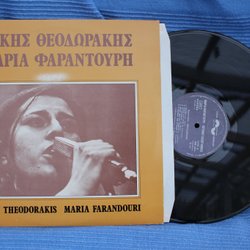 ΚΗΣ ΘΕΟΔΩΡΑΚΗΣ
ΑΡΙΑ ΦΑΡΑΝΤΟΥΡΗ
THEODORAKIS MARIA FARANDOURI